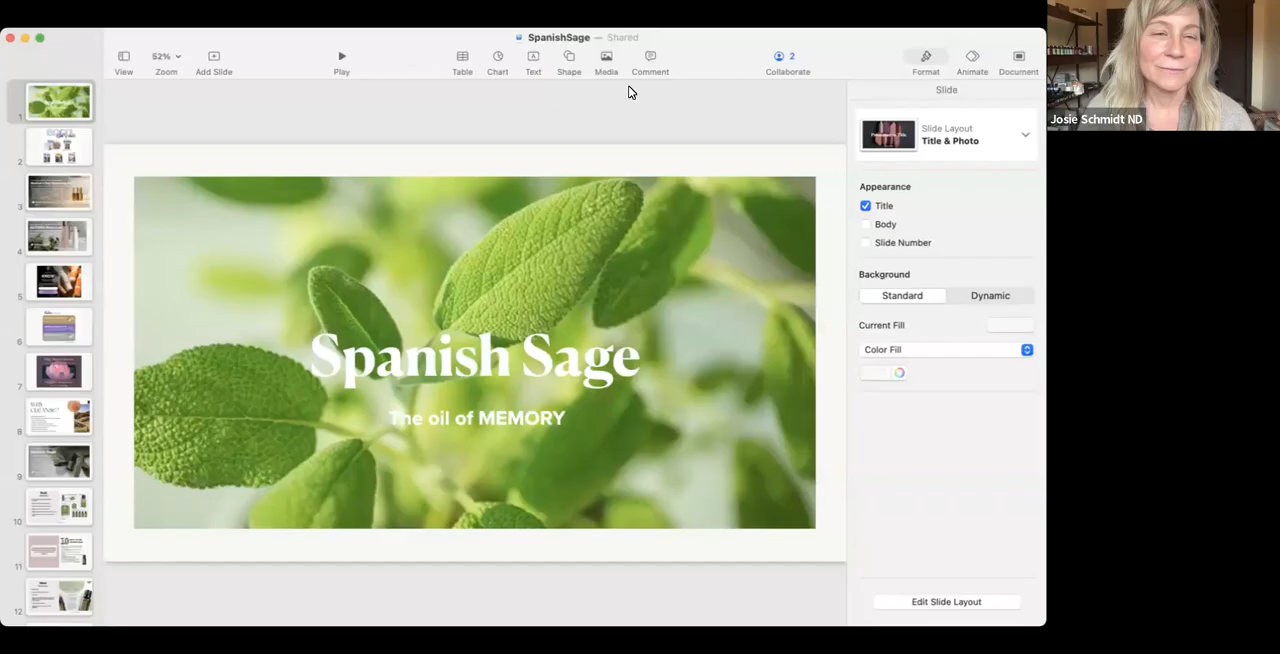 SpanishSage — Shared
View
52%
Zoom
Add Slide
Play
Table
Chart
Text
Shape
Media
Comment
2
Collaborate
Format
Animate
Document
Slide
Slide Layout
Title & Photo
Appearance
Title
Body
Slide Number
Background
Standard
Dynamic
Current Fill
Color Fill
Edit Slide Layout
Spanish Sage
The oil of MEMORY
1
2
3
4
5
6
7
8
9
10
11
12
Josie Schmidt ND